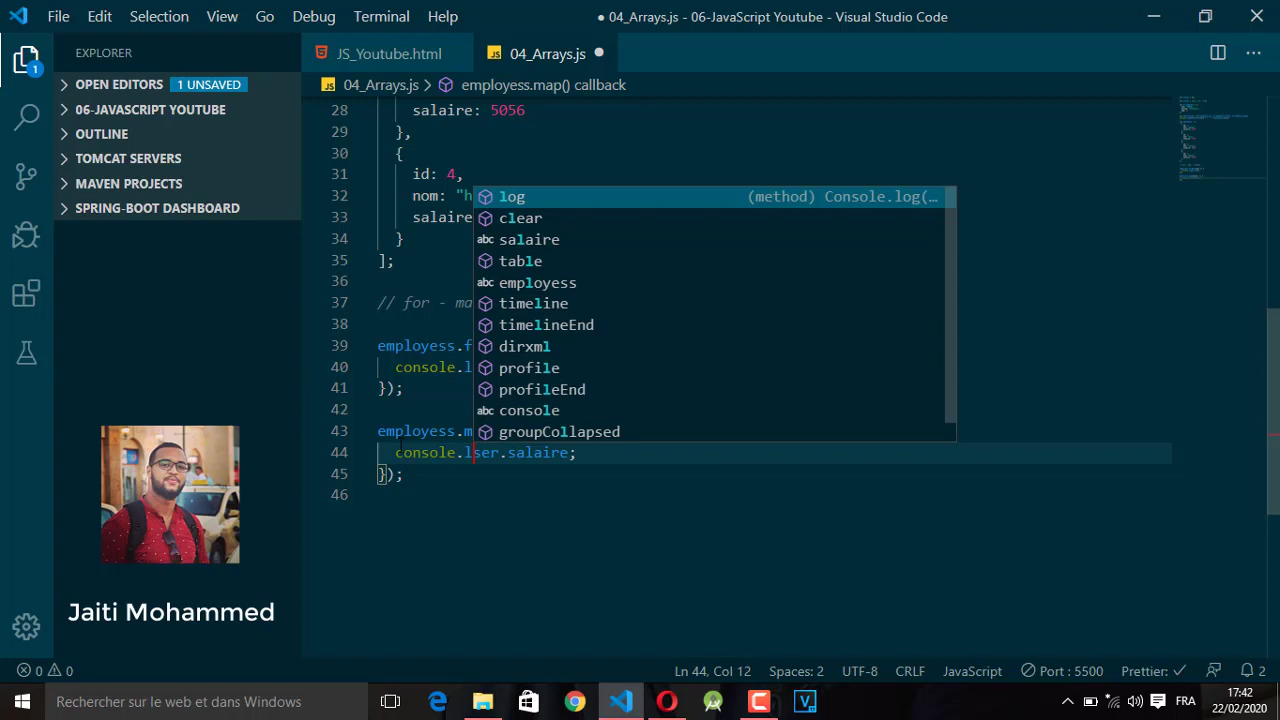 File Edit Selection View Go Debug Terminal Help ● 04_Arrays.js - 06-JavaScript Youtube - Visual Studio Code
EXPLORER
OPEN EDITORS 1 UNSAVED
06-JAVASCRIPT YOUTUBE
OUTLINE
TOMCAT SERVERS
MAVEN PROJECTS
SPRING-BOOT DASHBOARD
1
Jaiti Mohammed
JS_Youtube.html JS 04_Arrays.js ●
JS 04_Arrays.js > employess.map() callback
28 salaire: 5056
29 },
30 {
31 id: 4,
32 nom: "h
33 salaire
34 }
35 ];
36
37 // for - ma
38
39 employess.f
40 console.l
41 });
42
43 employess.m
44 console.lser.salaire;
45 });
46
log (method) Console.log(…
clear
abc salaire
table
abc employess
timeline
timelineEnd
dirxml
profile
profileEnd
abc console
groupCollapsed
0 0 Ln 44, Col 12 Spaces: 2 UTF-8 CRLF JavaScript Port : 5500 Prettier: ✓ 2
Rechercher sur le web et dans Windows FRA 17:42
22/02/2020